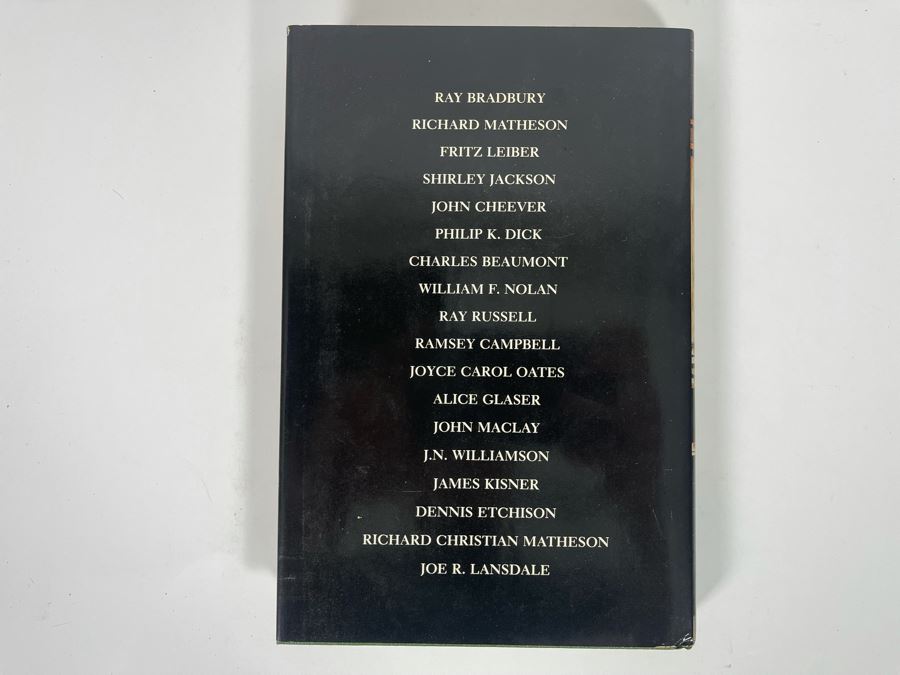 RAY BRADBURY
RICHARD MATHESON
FRITZ LEIBER
SHIRLEY JACKSON
JOHN CHEEVER
PHILIP K. DICK
CHARLES BEAUMONT
WILLIAM F. NOLAN
RAY RUSSELL
RAMSEY CAMPBELL
JOYCE CAROL OATES
ALICE GLASER
JOHN MACLAY
J.N. WILLIAMSON
JAMES KISNER
DENNIS ETCHISON
RICHARD CHRISTIAN MATHESON
JOE R. LANSDALE